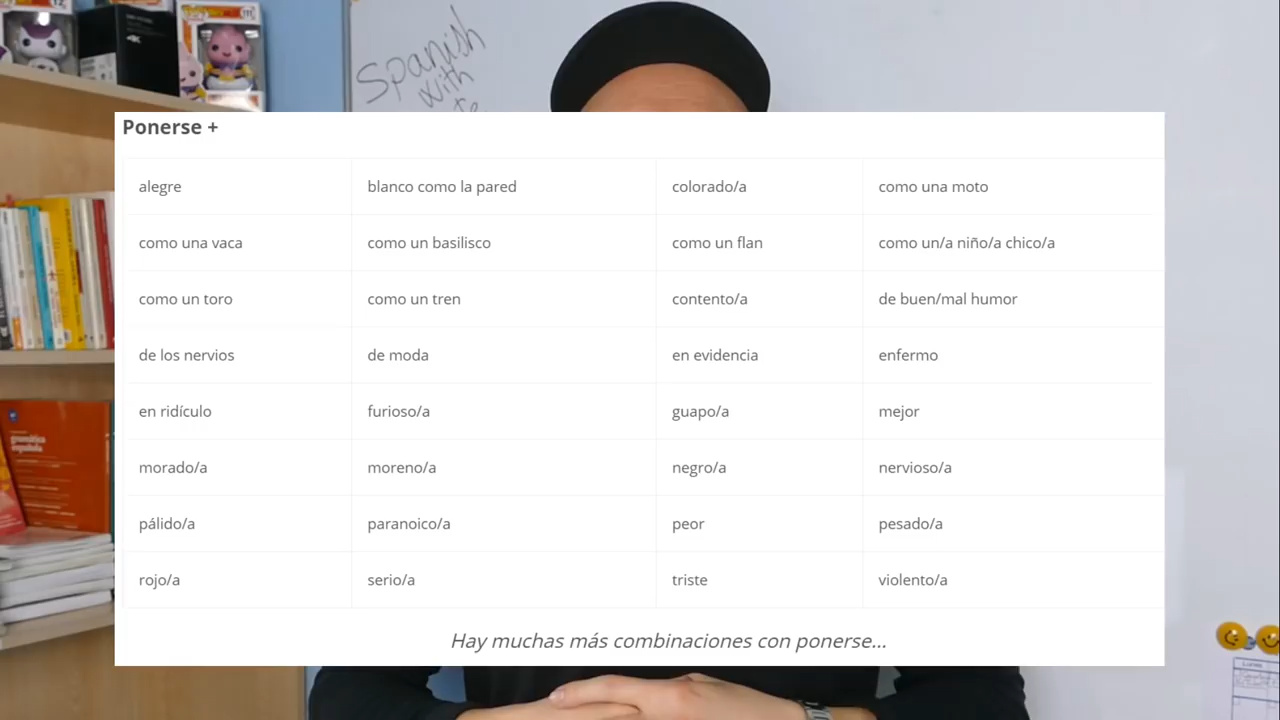 Spanish
with
Ponerse +
alegre blanco como la pared colorado/a como una moto
como una vaca como un basilisco como un flan como un/a niño/a chico/a
como un toro como un tren contento/a de buen/mal humor
de los nervios de moda en evidencia enfermo
en ridículo furioso/a guapo/a mejor
morado/a moreno/a negro/a nervioso/a
pálido/a paranoico/a peor pesado/a
rojo/a serio/a triste violento/a
Hay muchas más combinaciones con ponerse...
gramática
española